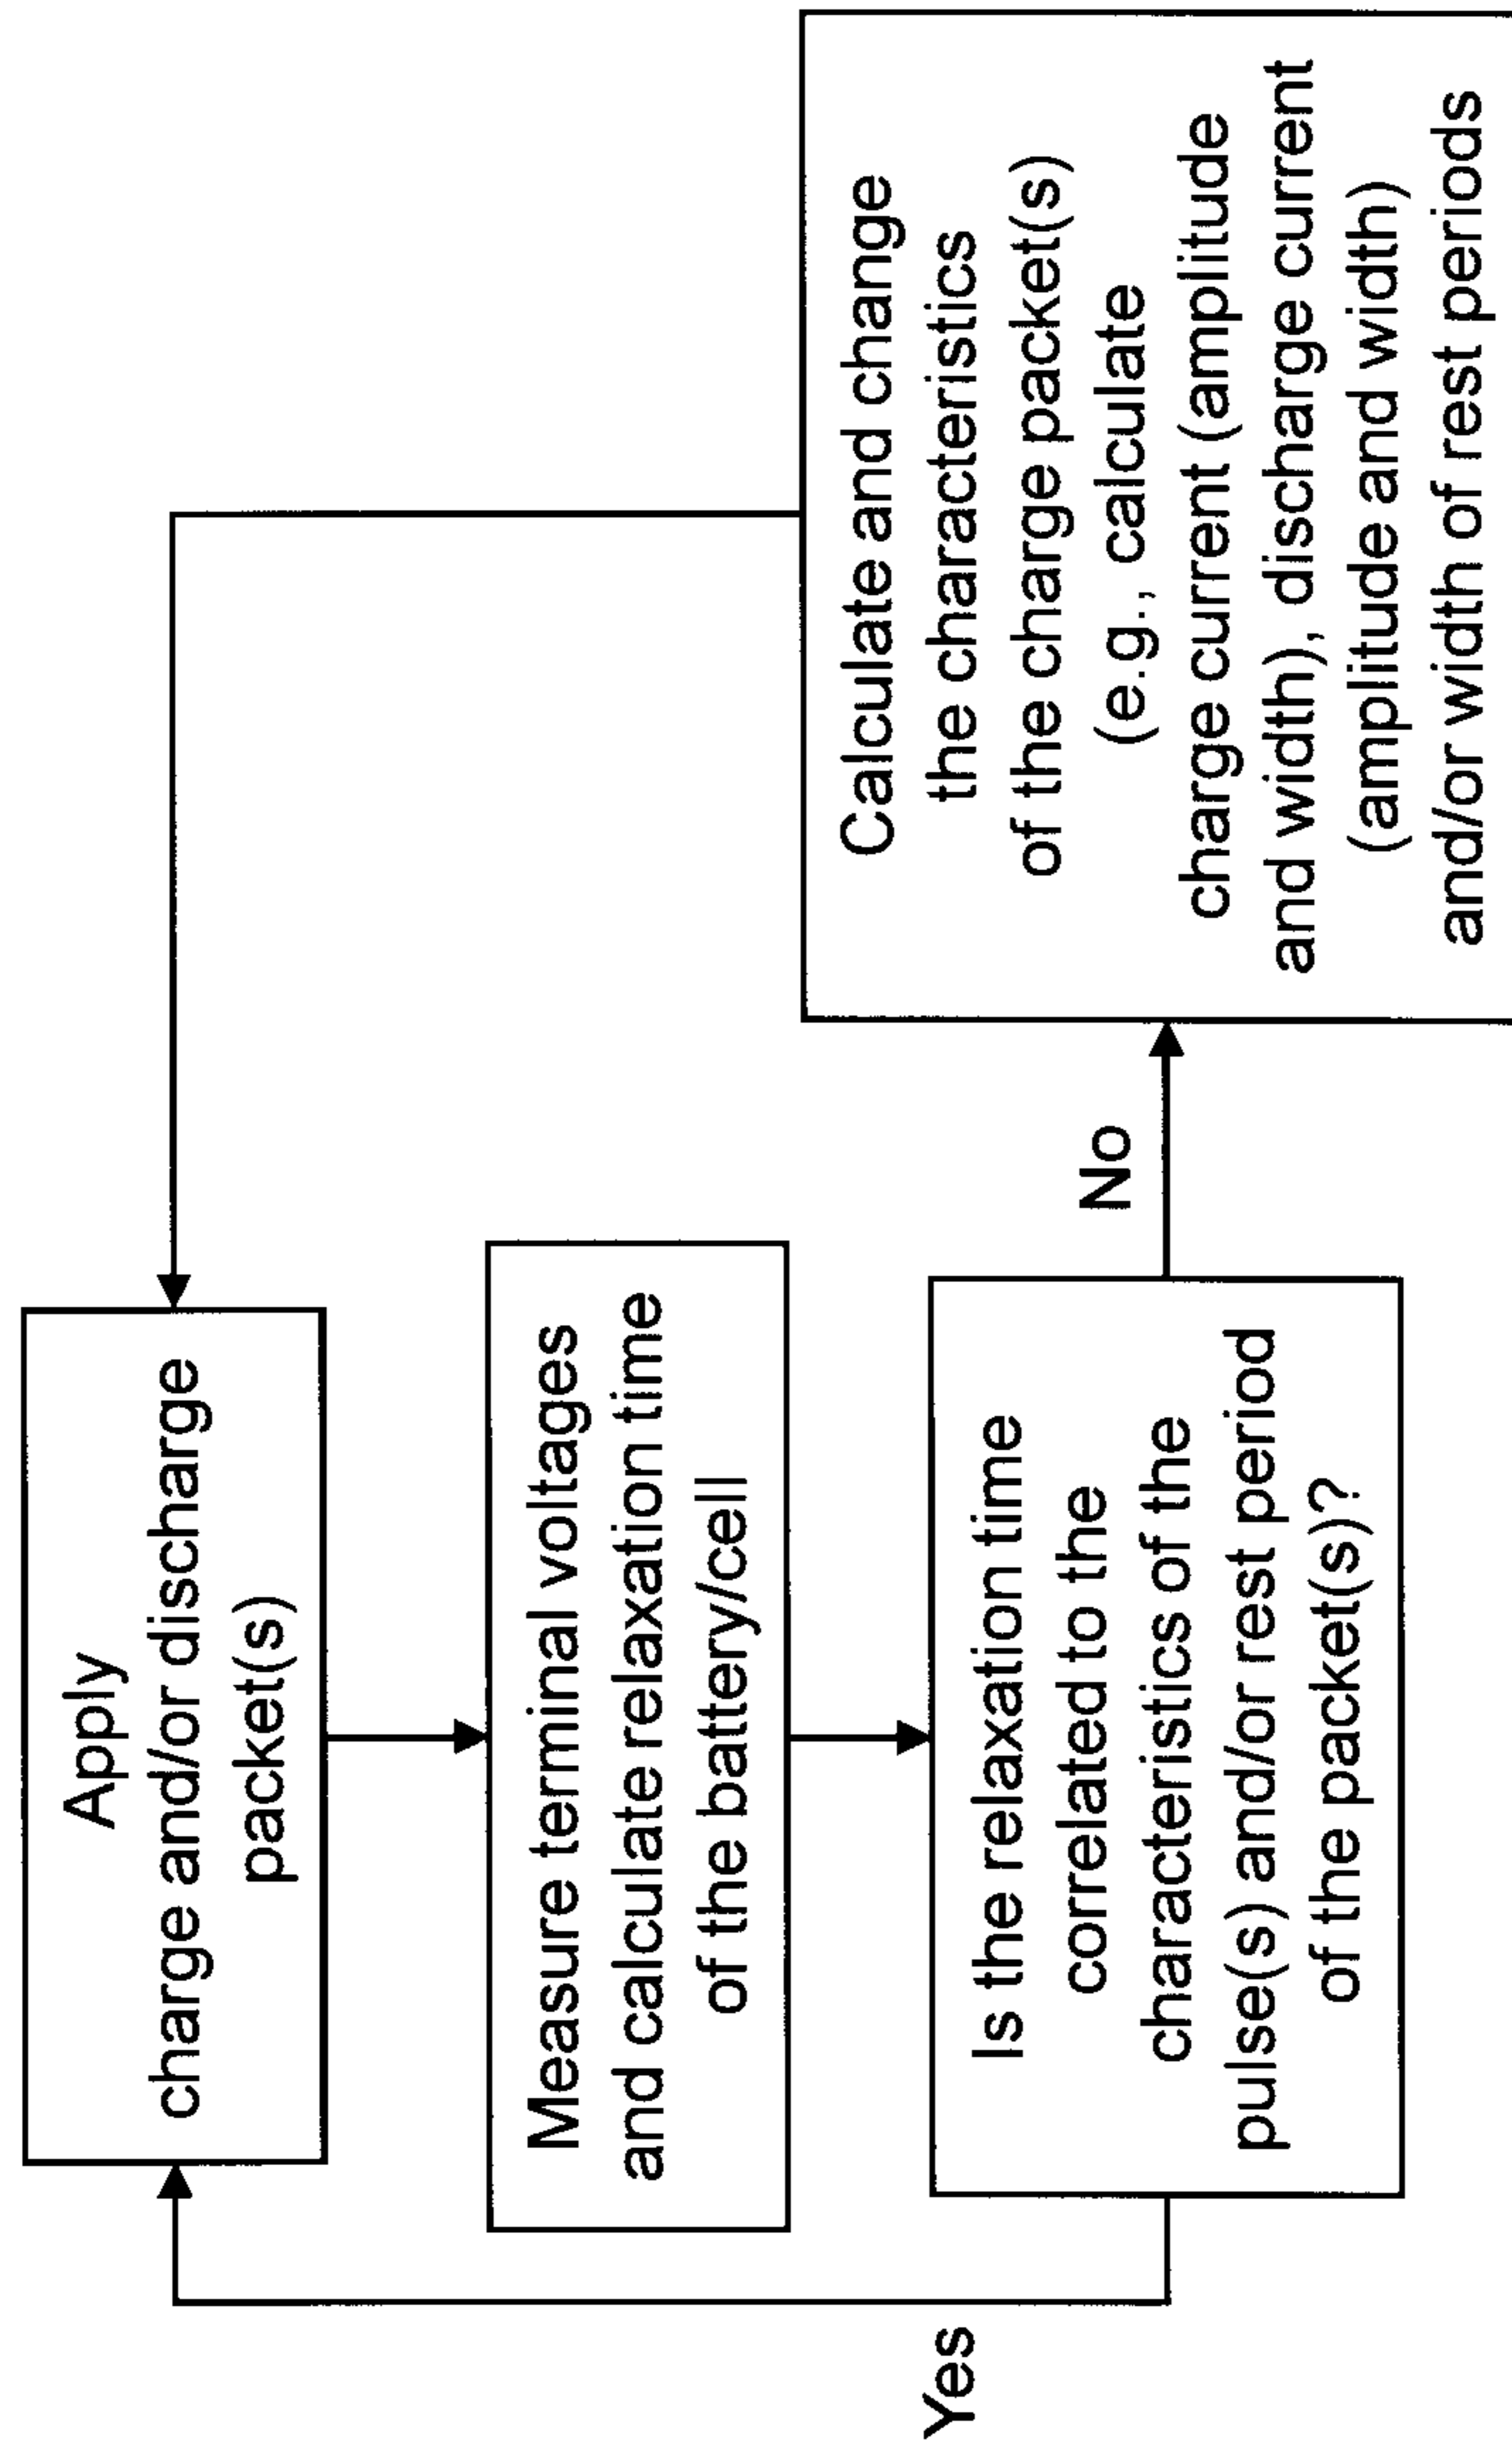 Apply
charge and/or discharge
packet(s)
Measure terminal voltages
and calculate relaxation time
of the battery/cell
Is the relaxation time
correlated to the
characteristics of the
pulse(s) and/or rest period
of the packet(s)?
Yes
No
Calculate and change
the characteristics
of the charge packet(s)
(e.g., calculate
charge current (amplitude
and width), discharge current
(amplitude and width)
and/or width of rest periods